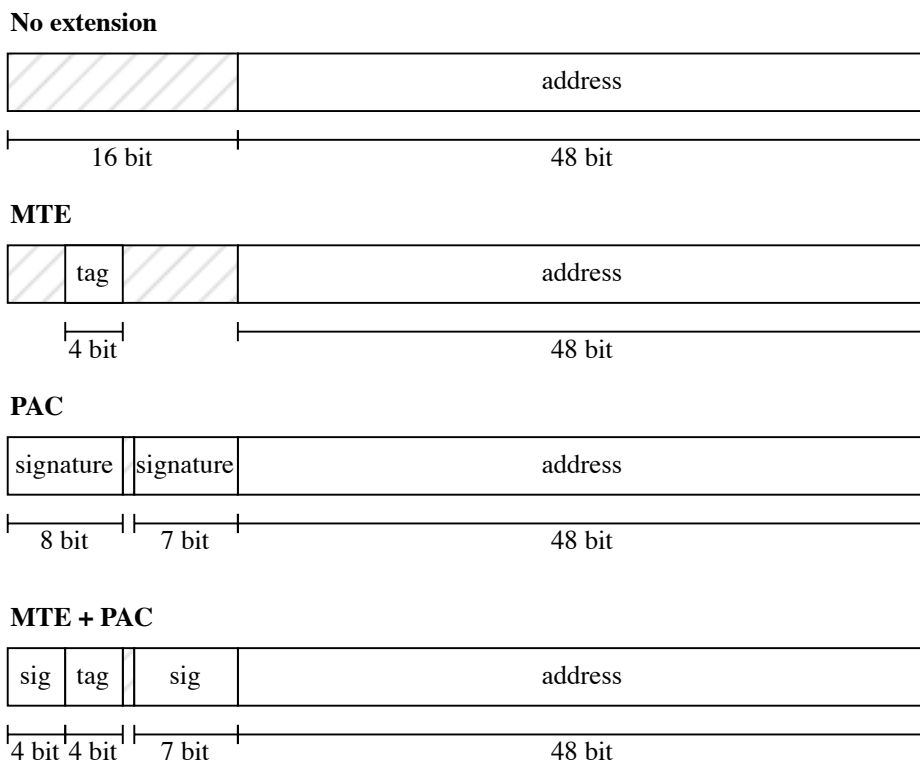 No extension
address
16 bit 48 bit
MTE
tag address
4 bit 48 bit
PAC
signature signature address
8 bit 7 bit 48 bit
MTE + PAC
sig tag sig address
4 bit 4 bit 7 bit 48 bit